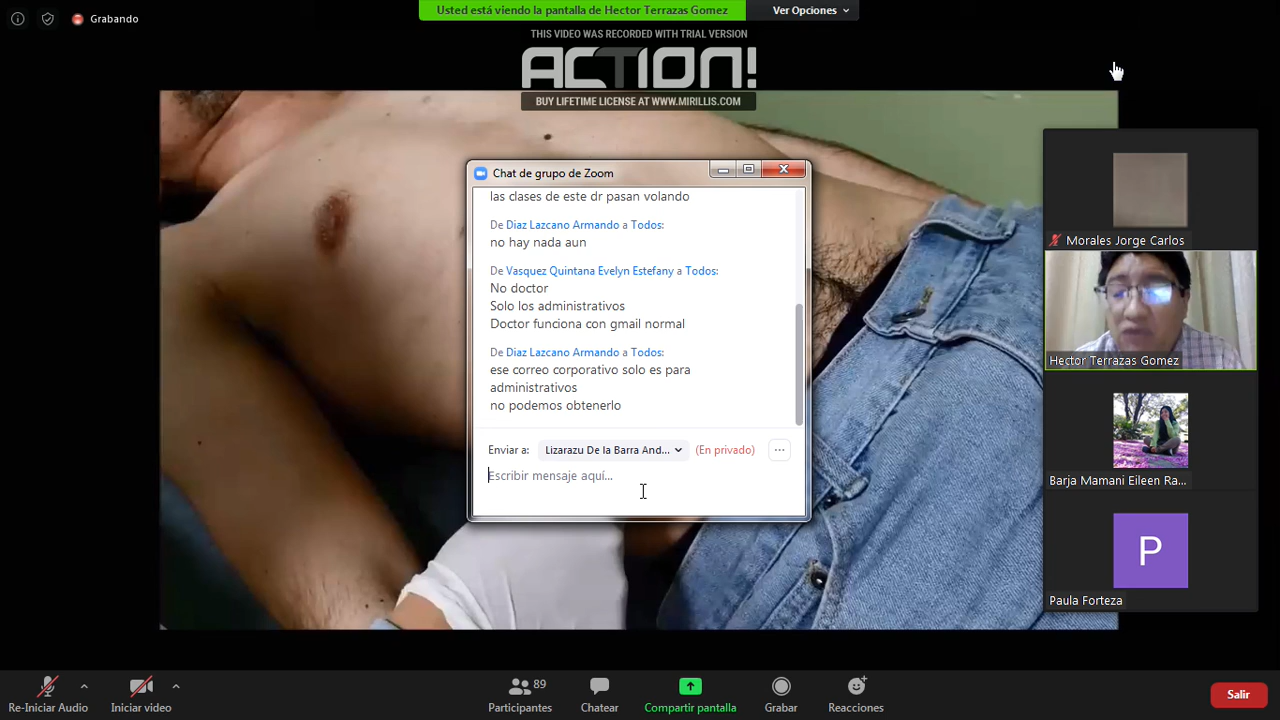 Grabando
Usted está viendo la pantalla de Hector Terrazas Gomez
Ver Opciones
THIS VIDEO WAS RECORDED WITH TRIAL VERSION
ACTION!
BUY LIFETIME LICENSE AT WWW.MIRILLIS.COM
Chat de grupo de Zoom
las clases de este dr pasan volando
De Diaz Lazcano Armando a Todos:
no hay nada aun
De Vasquez Quintana Evelyn Estefany a Todos:
No doctor
Solo los administrativos
Doctor funciona con gmail normal
De Diaz Lazcano Armando a Todos:
ese correo corporativo solo es para
administrativos
no podemos obtenerlo
Enviar a: Lizarazu De la Barra And... (En privado) ...
Escribir mensaje aquí...
Morales Jorge Carlos
Hector Terrazas Gomez
Barja Mamani Eileen Ra...
P
Paula Forteza
Re-Iniciar Audio
Iniciar video
89
Participantes
Chatear
Compartir pantalla
Grabar
Reacciones
Salir